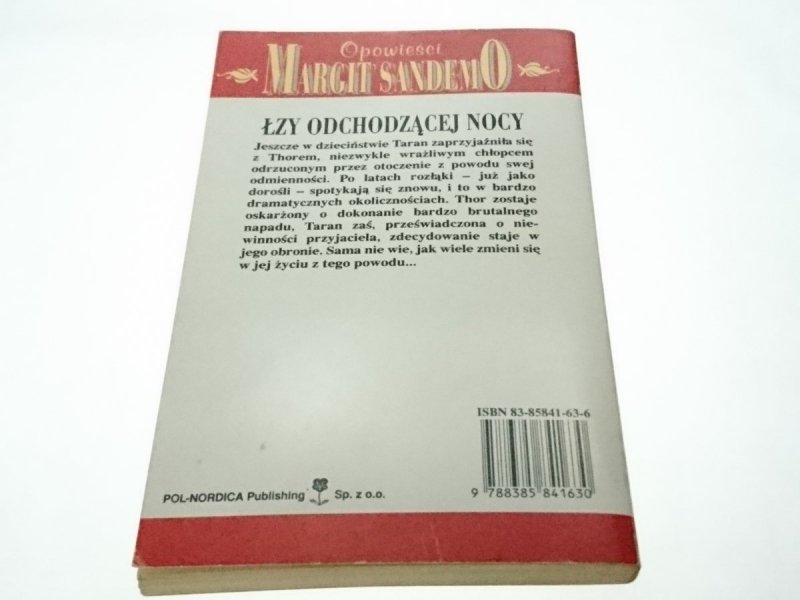 Opowieści
MARGIT SANDEMO
ŁZY ODCHODZĄCEJ NOCY
Jeszcze w dzieciństwie Taran zaprzyjaźniła się
z Thorem, niezwykle wrażliwym chłopcem
odrzuconym przez otoczenie z powodu swej
odmienności. Po latach rozłąki – już jako
dorośli – spotykają się znowu, i to w bardzo
dramatycznych okolicznościach. Thor zostaje
oskarżony o dokonanie bardzo brutalnego
napadu, Taran zaś, przeświadczona o nie-
winności przyjaciela, zdecydowanie staje w
jego obronie. Sama nie wie, jak wiele zmieni się
w jej życiu z tego powodu...
ISBN 83-85841-63-6
9 788385 841630
POL-NORDICA Publishing Sp. z o.o.